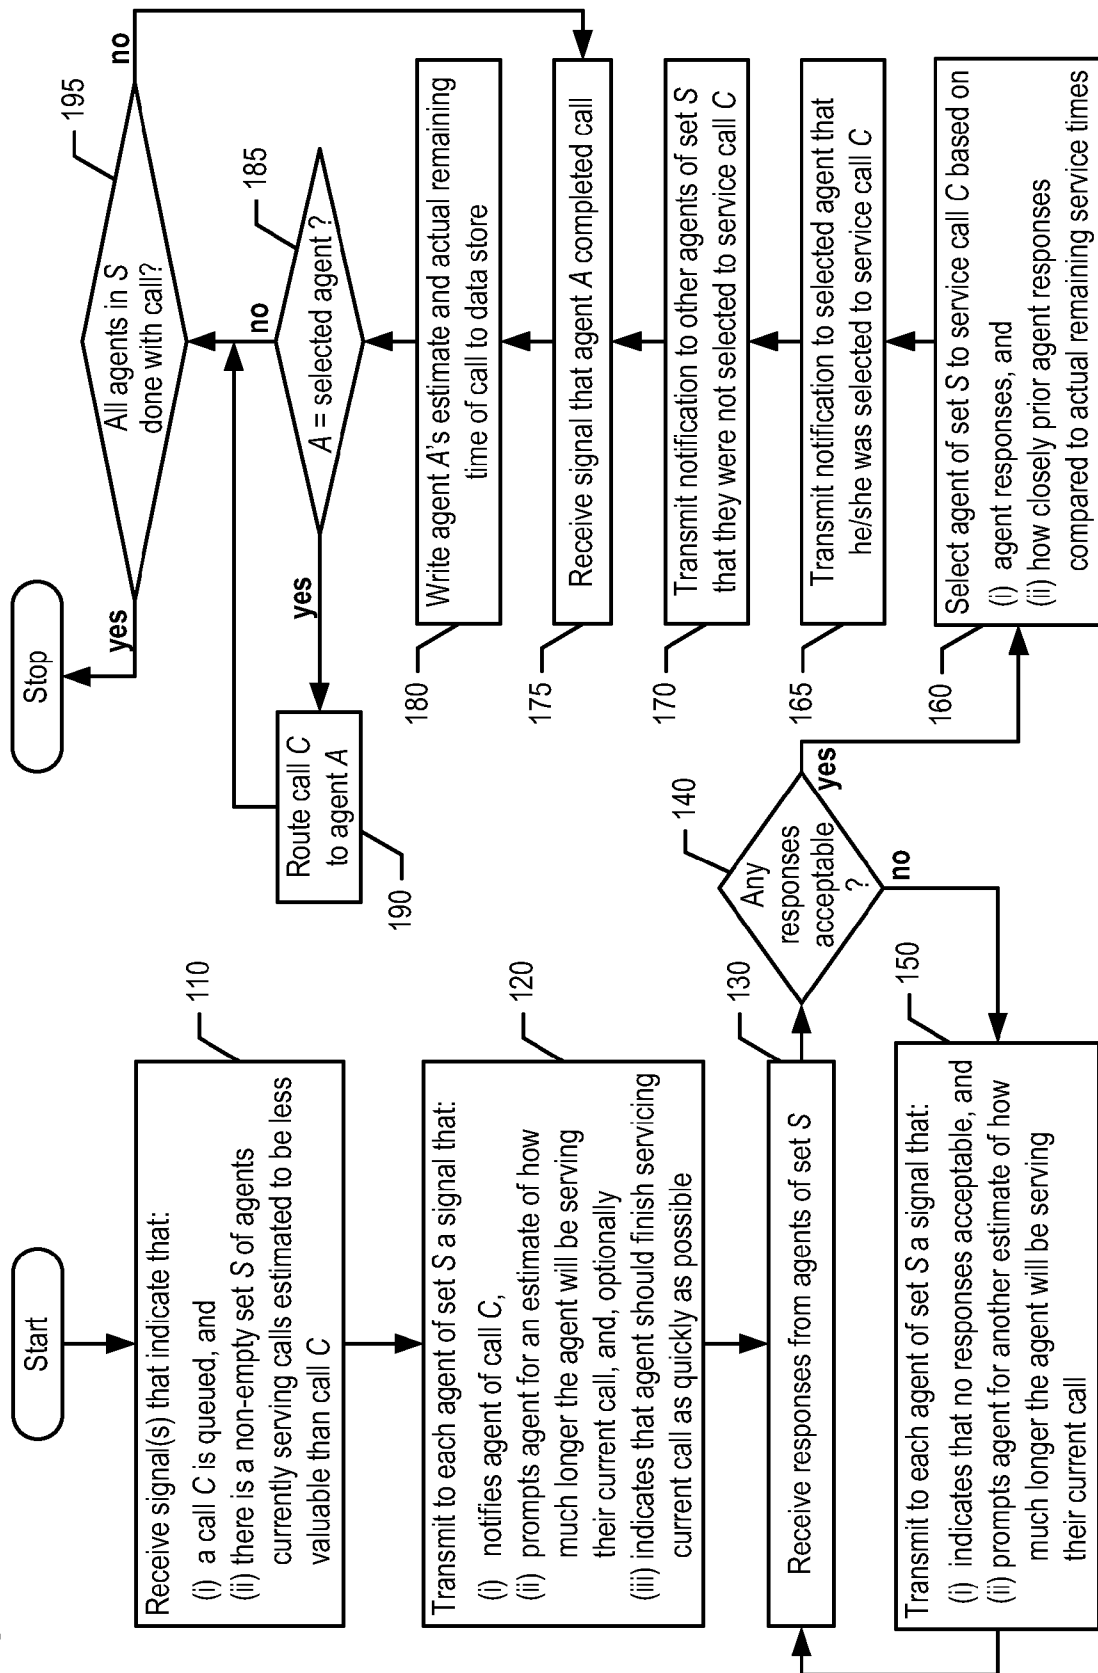 Start
Receive signal(s) that indicate that:
(i) a call C is queued, and
(ii) there is a non-empty set S of agents
currently serving calls estimated to be less
valuable than call C
110
Transmit to each agent of set S a signal that:
(i) notifies agent of call C,
(ii) prompts agent for an estimate of how
much longer the agent will be serving
their current call, and, optionally
(iii) indicates that agent should finish servicing
current call as quickly as possible
120
Receive responses from agents of set S
130
Any
responses
acceptable
?
140
yes
no
Transmit to each agent of set S a signal that:
(i) indicates that no responses acceptable, and
(ii) prompts agent for another estimate of how
much longer the agent will be serving
their current call
150
Select agent of set S to service call C based on
(i) agent responses, and
(ii) how closely prior agent responses
compared to actual remaining service times
160
Transmit notification to selected agent that
he/she was selected to service call C
165
Transmit notification to other agents of set S
that they were not selected to service call C
170
Receive signal that agent A completed call
175
Write agent A's estimate and actual remaining
time of call to data store
180
A = selected agent ?
185
yes
no
Route call C
to agent A
190
All agents in S
done with call?
195
yes
no
Stop